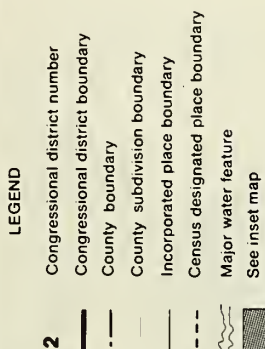 LEGEND
2 Congressional district number
Congressional district boundary
County boundary
County subdivision boundary
Incorporated place boundary
Census designated place boundary
Major water feature
See inset map